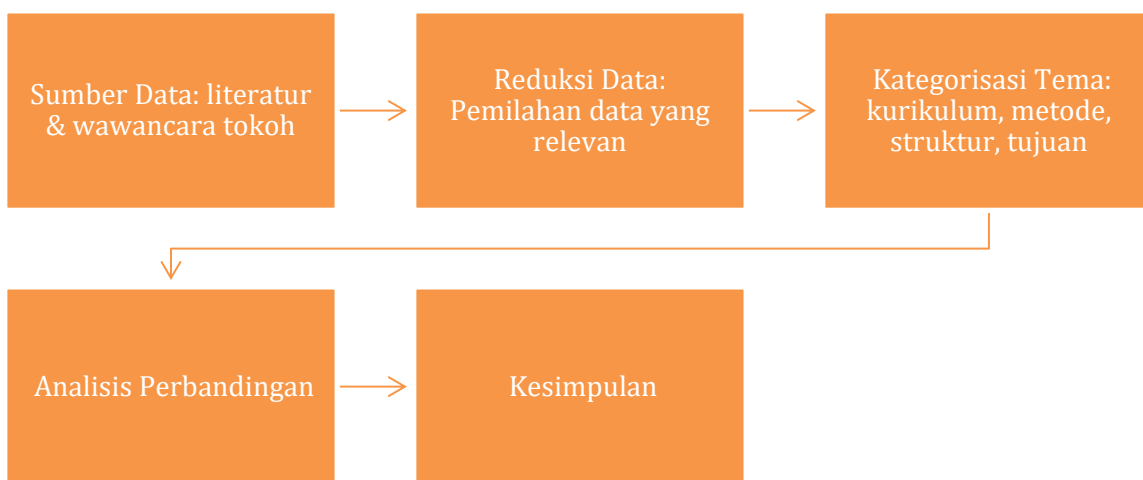 Sumber Data: literatur
& wawancara tokoh
Reduksi Data:
Pemilahan data yang
relevan
Kategorisasi Tema:
kurikulum, metode,
struktur, tujuan
Analisis Perbandingan
Kesimpulan